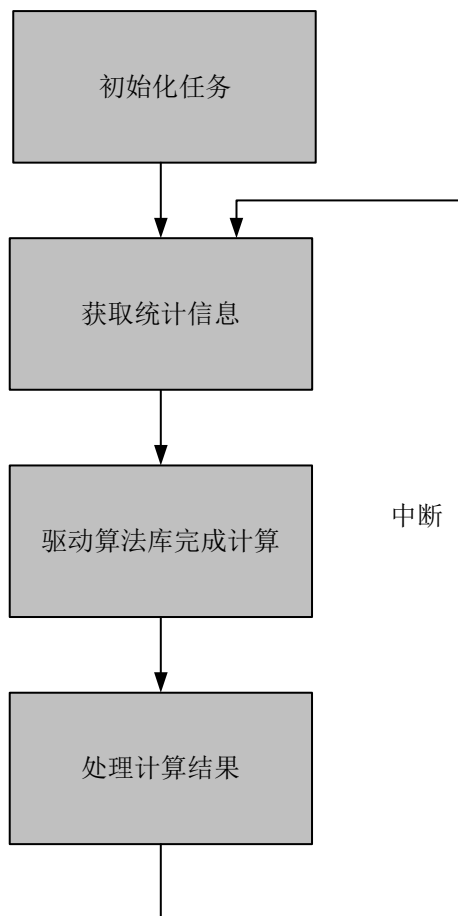 初始化任务
获取统计信息
驱动算法库完成计算
中断
处理计算结果